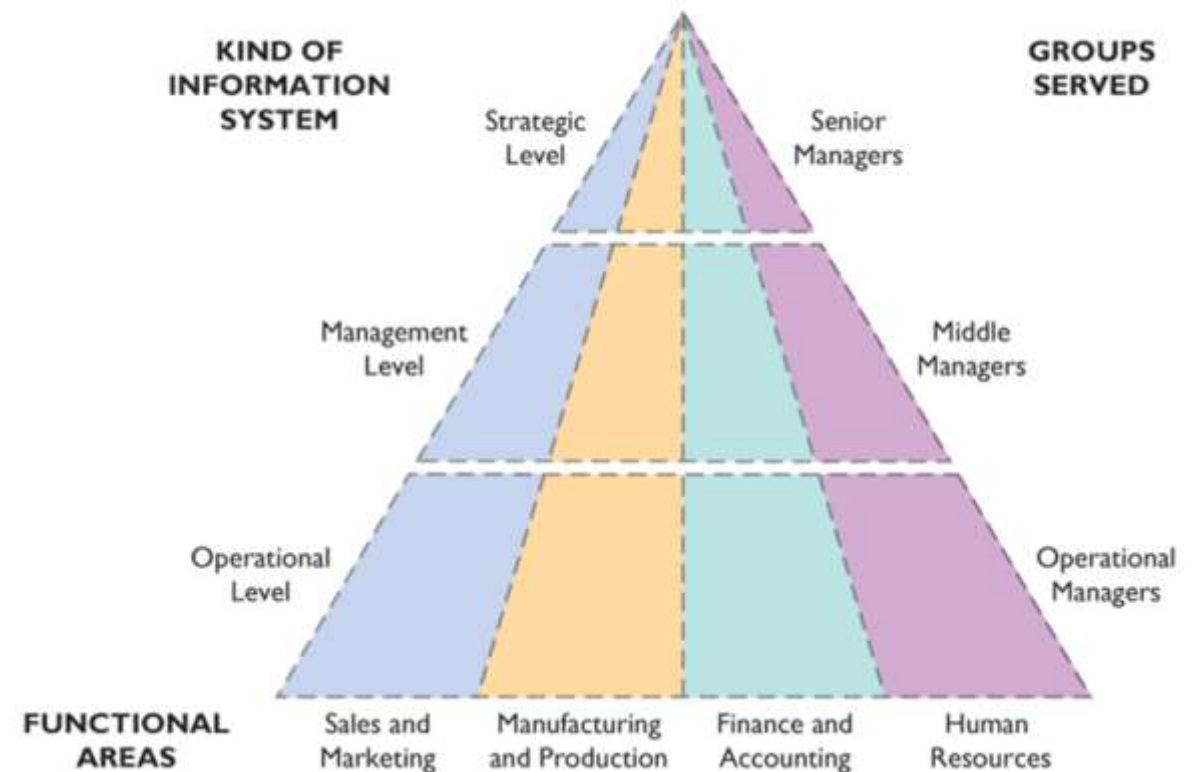 KIND OF
INFORMATION
SYSTEM
GROUPS
SERVED
Strategic
Level
Senior
Managers
Management
Level
Middle
Managers
Operational
Level
Operational
Managers
FUNCTIONAL
AREAS
Sales and
Marketing
Manufacturing
and Production
Finance and
Accounting
Human
Resources